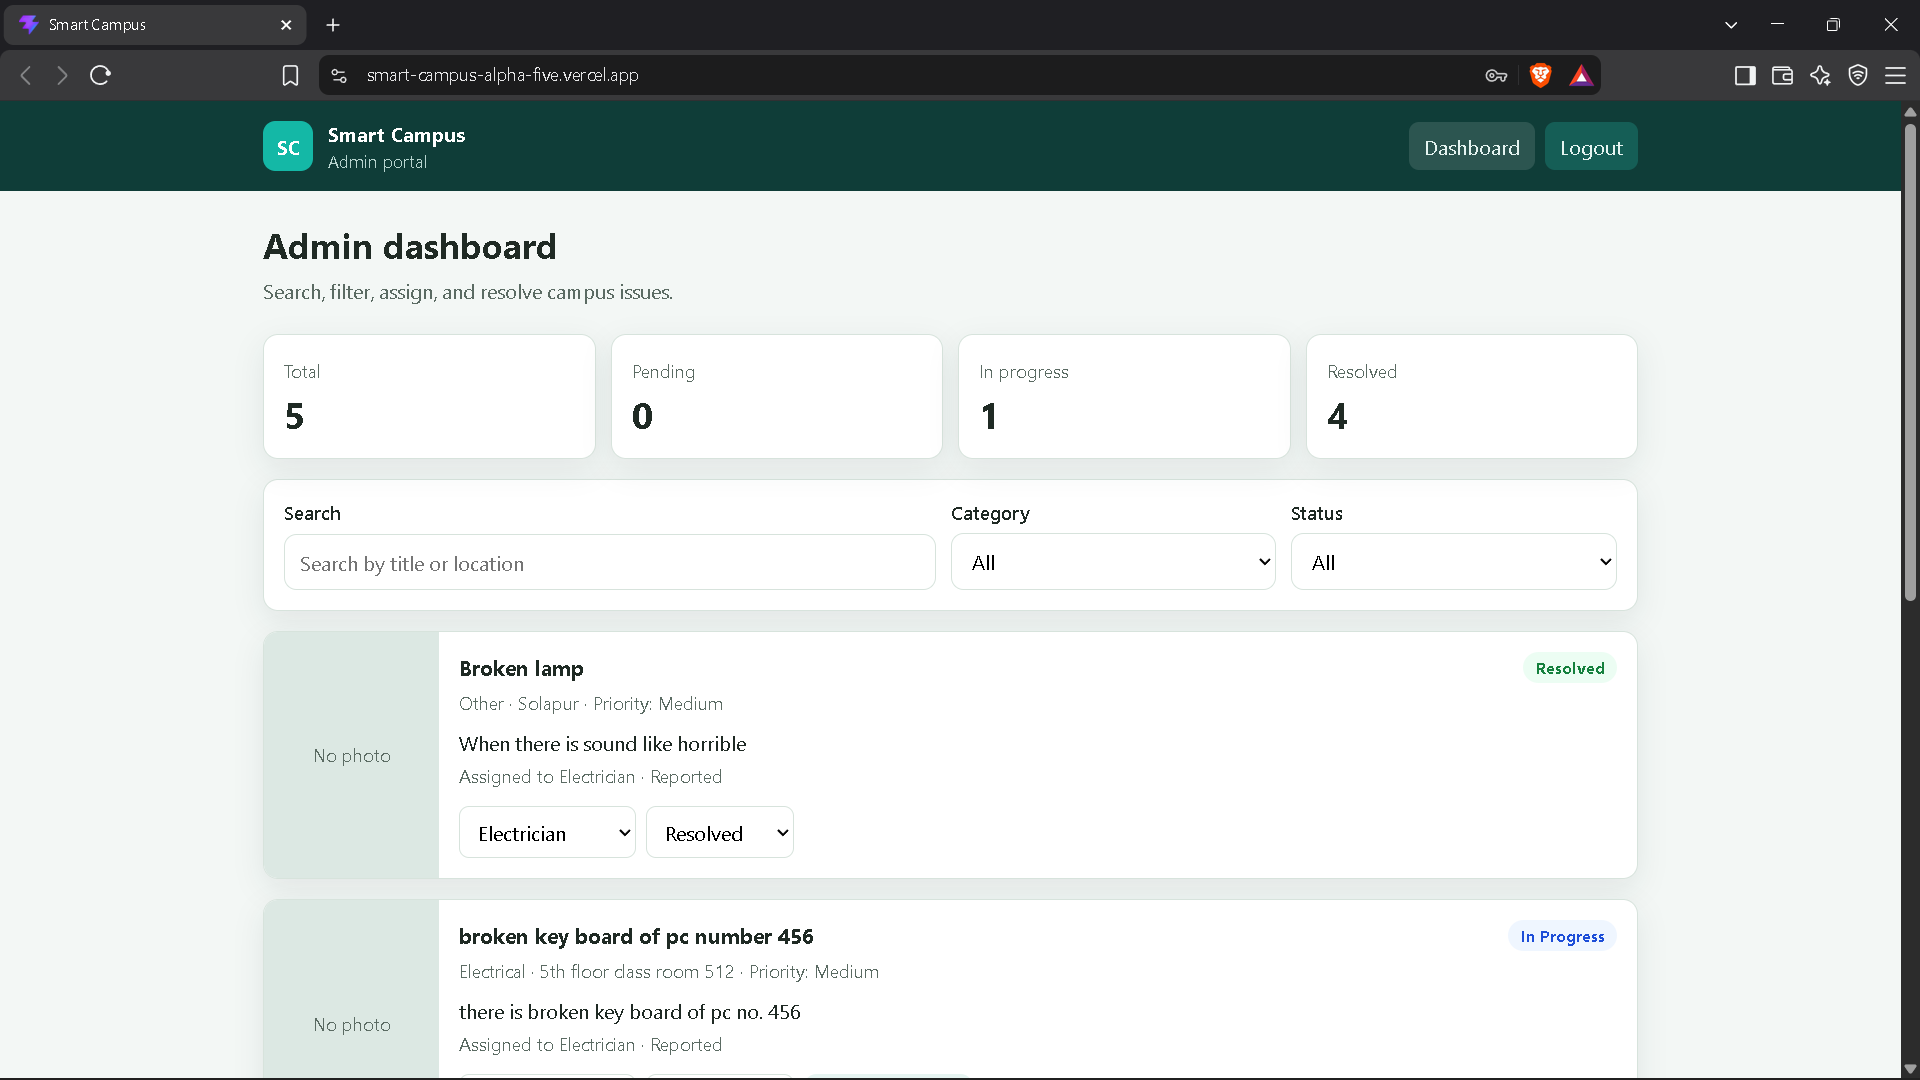 Smart Campus
smart-campus-alpha-five.vercel.app
SC
Smart Campus
Admin portal
Dashboard
Logout
Admin dashboard
Search, filter, assign, and resolve campus issues.
Total
5
Pending
0
In progress
1
Resolved
4
Search
Search by title or location
Category
All
Status
All
No photo
Broken lamp
Resolved
Other · Solapur · Priority: Medium
When there is sound like horrible
Assigned to Electrician · Reported
Electrician
Resolved
No photo
broken key board of pc number 456
In Progress
Electrical · 5th floor class room 512 · Priority: Medium
there is broken key board of pc no. 456
Assigned to Electrician · Reported